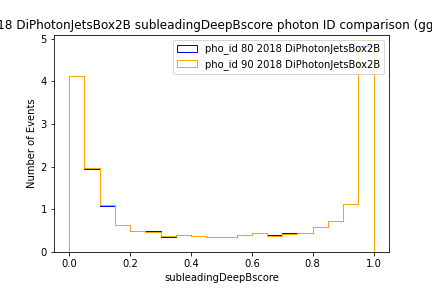 18 DiPhotonJetsBox2B subleadingDeepBscore photon ID comparison (gg
pho_id 80 2018 DiPhotonJetsBox2B
pho_id 90 2018 DiPhotonJetsBox2B
Number of Events
5
4
3
2
1
0
0.0 0.2 0.4 0.6 0.8 1.0
subleadingDeepBscore